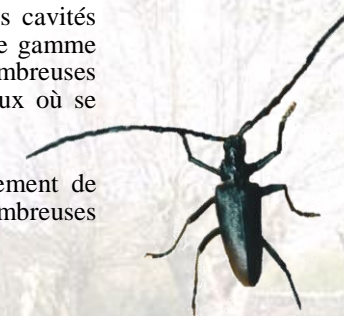 s cavités
e gamme
mbreuses
ux où se
ement de
mbreuses